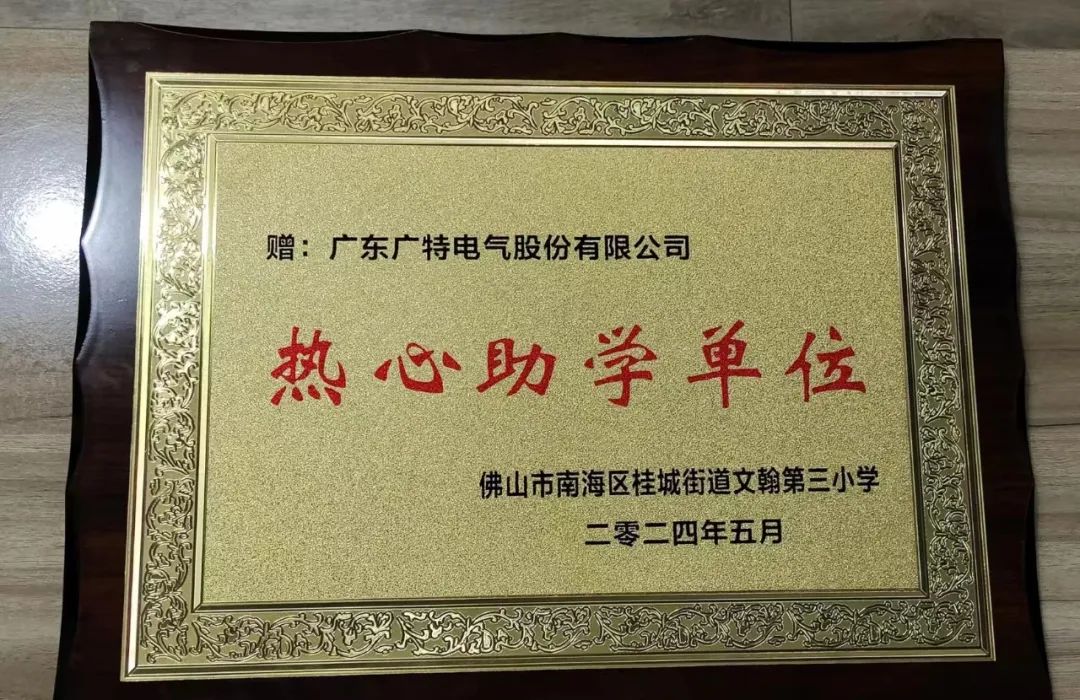 赠：广东广特电气股份有限公司
热心助学单位
佛山市南海区桂城街道文翰第三小学
二零二四年五月